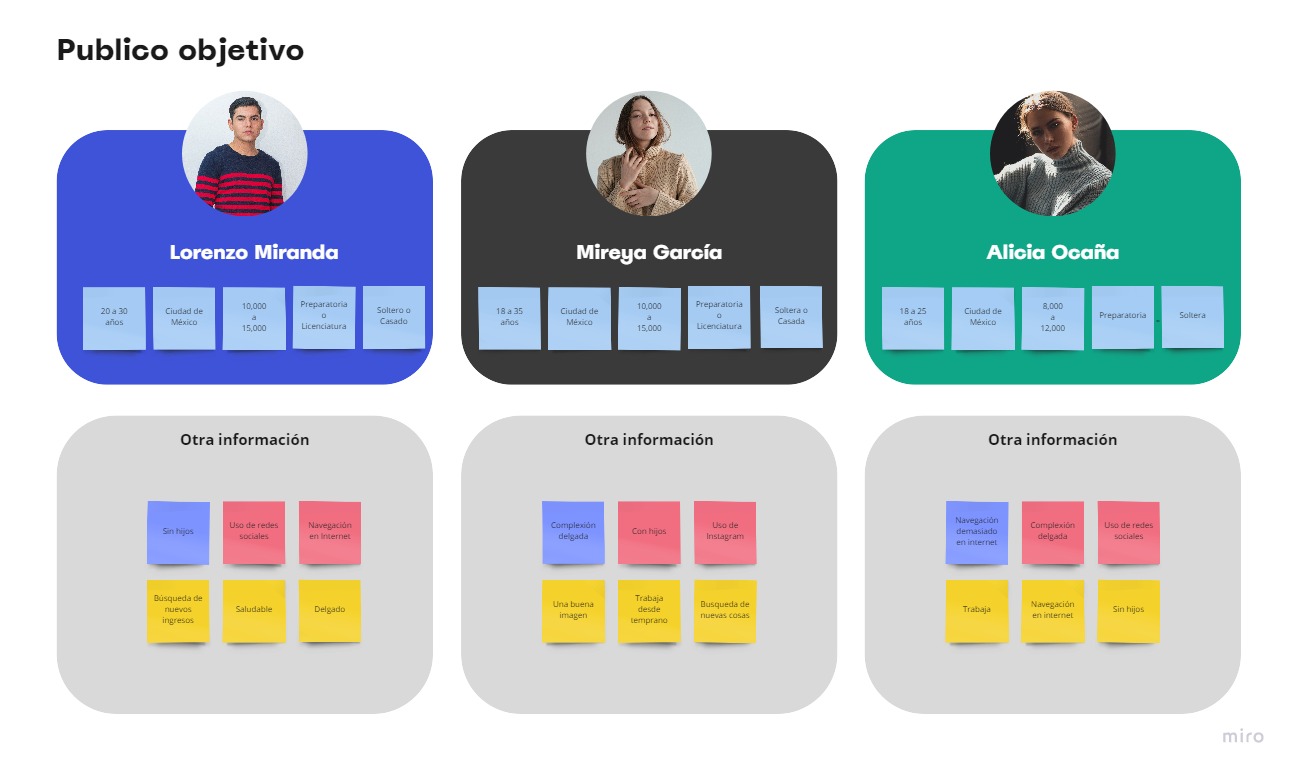 Publico objetivo
Lorenzo Miranda
20 a 30
años
Ciudad de
México
10,000
a
15,000
Preparatoria
o
Licenciatura
Soltero o
Casado
Mireya García
18 a 35
años
Ciudad de
México
10,000
a
15,000
Preparatoria
o
Licenciatura
Soltera o
Casada
Alicia Ocaña
18 a 25
años
Ciudad de
México
8,000
a
12,000
Preparatoria
Soltera
Otra información
Sin hijos
Uso de redes
sociales
Navegación
en Internet
Búsqueda de
nuevos
ingresos
Saludable
Delgado
Otra información
Complexión
delgada
Con hijos
Uso de
Instagram
Una buena
imagen
Trabaja
desde
temprano
Busqueda de
nuevas cosas
Otra información
Navegación
demasiado
en internet
Complexión
delgada
Uso de redes
sociales
Trabaja
Navegación
en internet
Sin hijos
miro